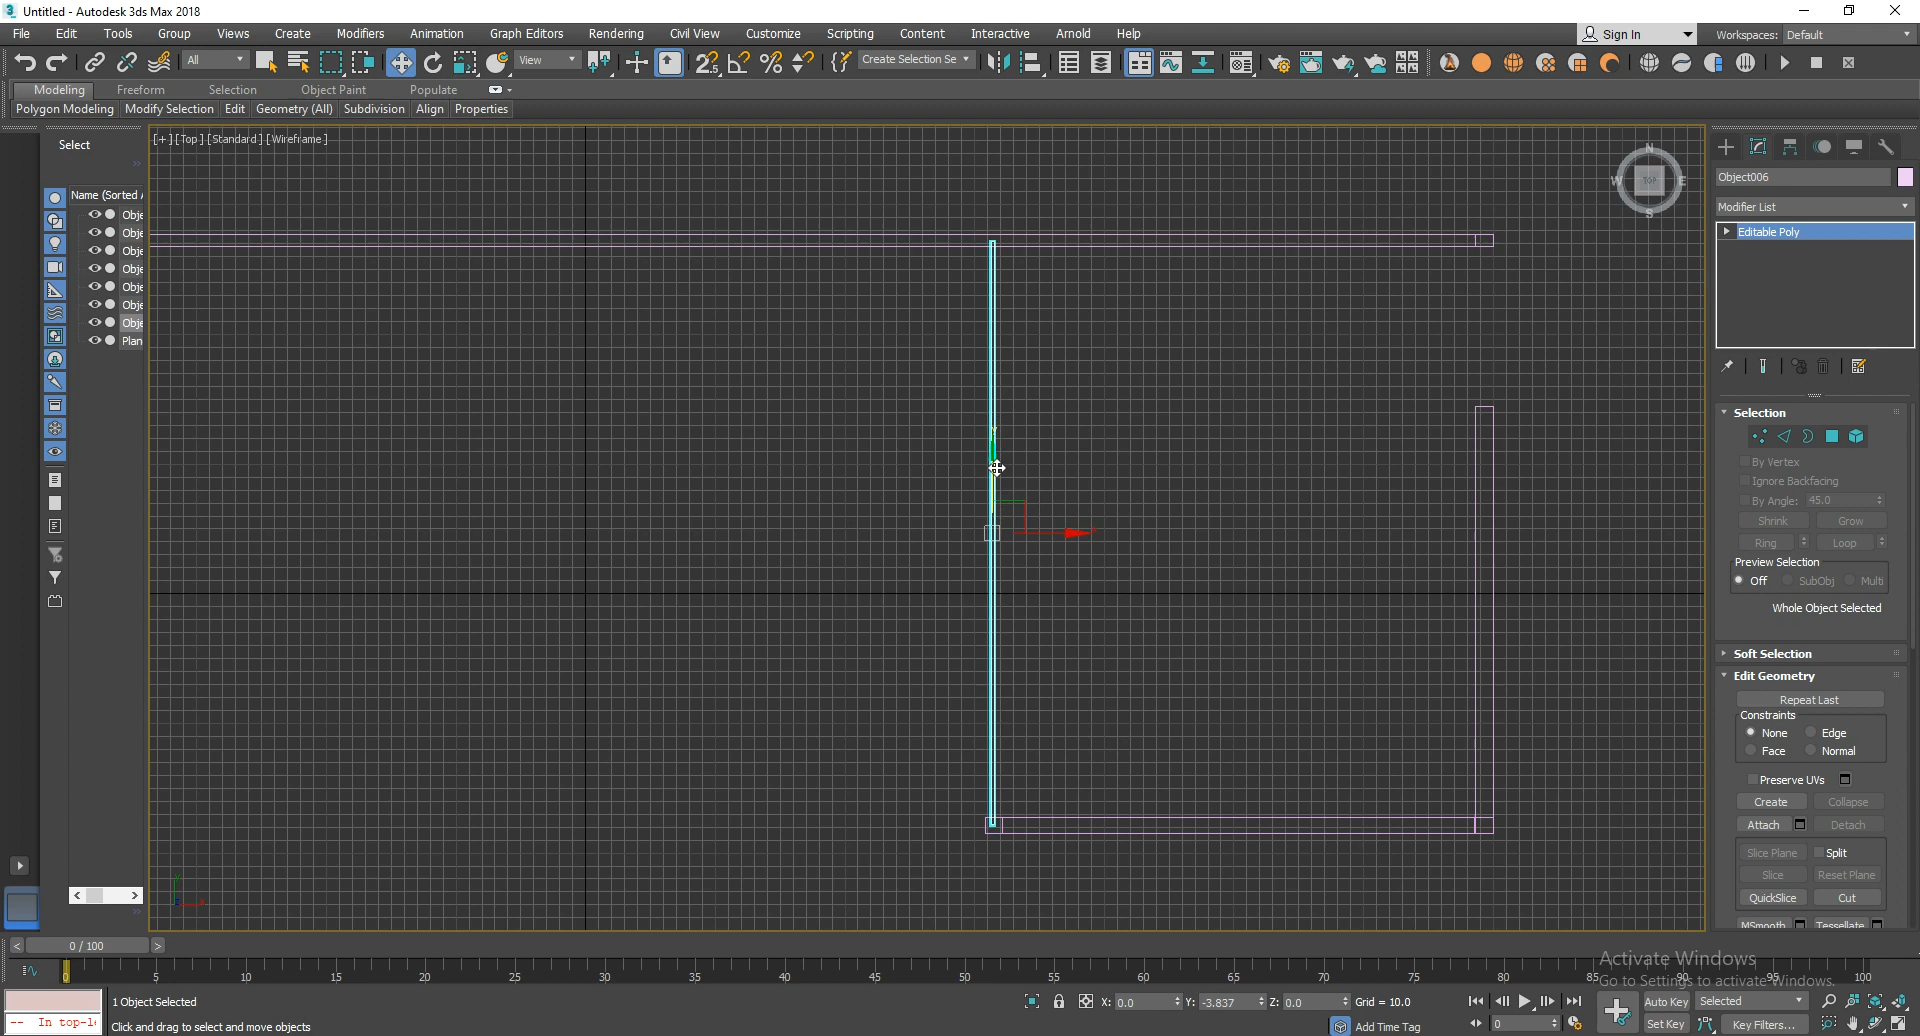 Untitled - Autodesk 3ds Max 2018
File Edit Tools Group Views Create Modifiers Animation Graph Editors Rendering Civil View Customize Scripting Content Interactive Arnold Help
Sign In
Workspaces: Default
All
View
Create Selection Se
Modeling Freeform Selection Object Paint Populate
Polygon Modeling Modify Selection Edit Geometry (All) Subdivision Align Properties
Select
[+] [Top] [Standard] [Wireframe]
Name (Sorted A
Obje
Obje
Obje
Obje
Obje
Obje
Obje
Plan
N
W TOP E
S
Object006
Modifier List
Editable Poly
Selection
By Vertex
Ignore Backfacing
By Angle: 45.0
Shrink Grow
Ring Loop
Preview Selection
Off SubObj Multi
Whole Object Selected
Soft Selection
Edit Geometry
Repeat Last
Constraints
None Edge
Face Normal
Preserve UVs
Create Collapse
Attach Detach
Slice Plane Split
Slice Reset Plane
QuickSlice Cut
MSmooth Tessellate
< 0 / 100 >
0 5 10 15 20 25 30 35 40 45 50 55 60 65 70 75 80 85 90 95 100
Activate Windows
Go to Settings to activate Windows.
1 Object Selected
X: 0.0 Y: -3.837 Z: 0.0 Grid = 10.0
Auto Key Selected
-- In top-l
Click and drag to select and move objects
Add Time Tag
0
Set Key Key Filters...